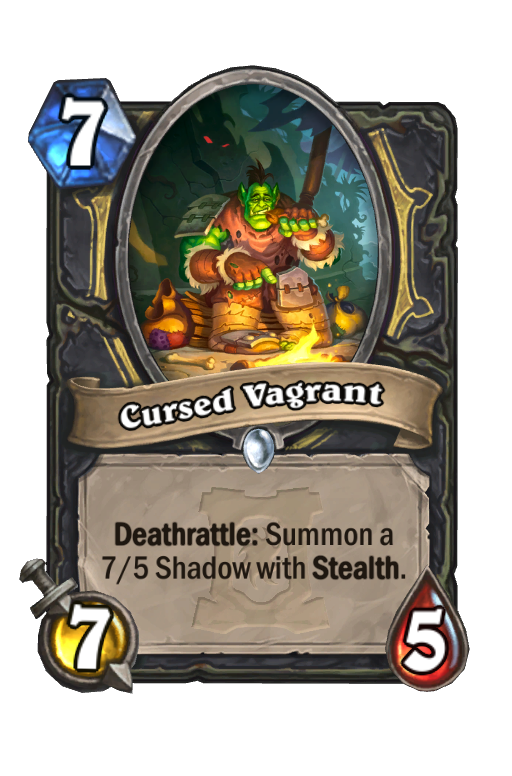 7
Cursed Vagrant
Deathrattle: Summon a
7/5 Shadow with Stealth.
7
5